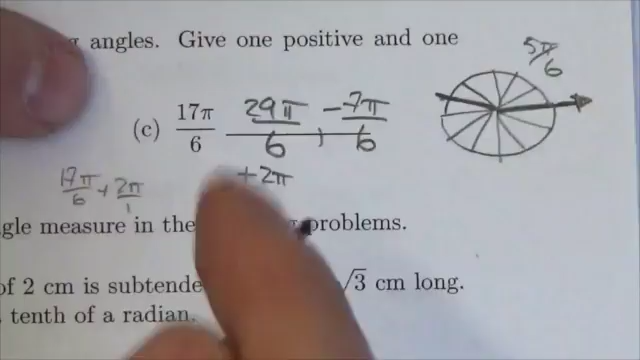 angles. Give one positive and one
5π/6
(c) 17π/6 29π/6 , -7π/6
17π/6 + 2π/1 +2π
gle measure in the problems.
of 2 cm is subtende √3 cm long.
tenth of a radian.